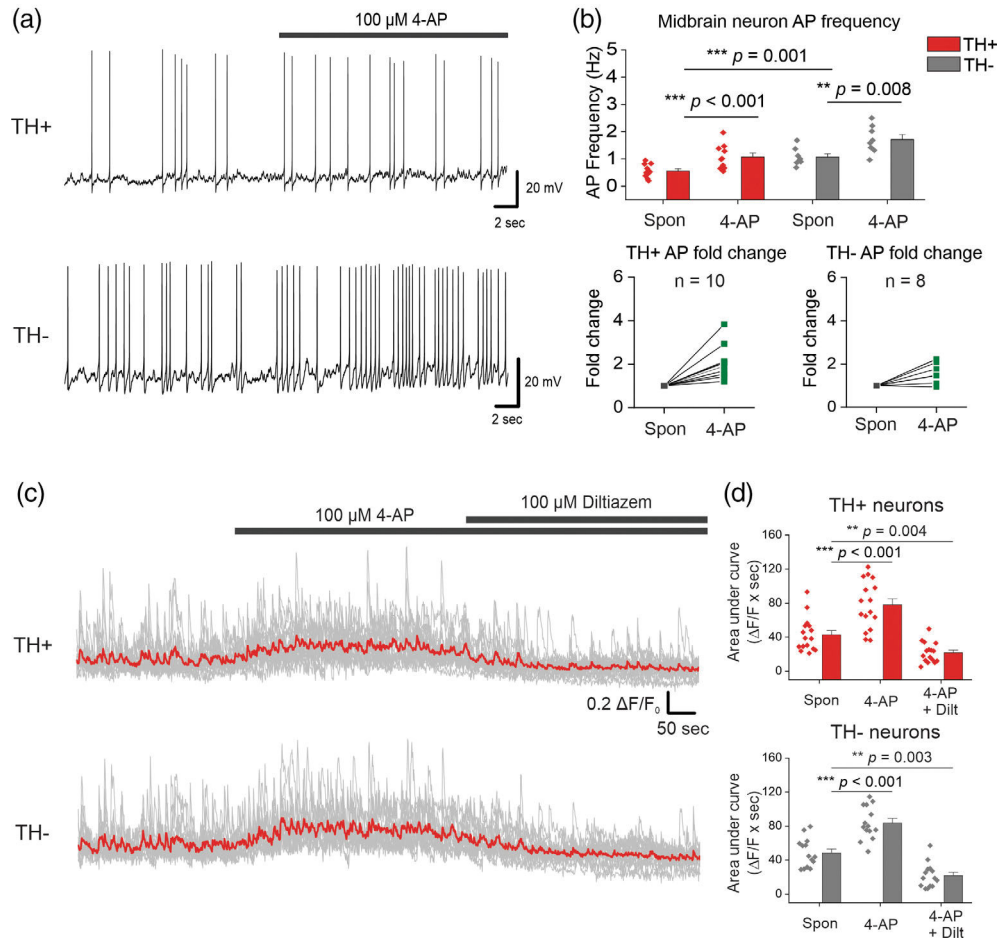 (a)
100 µM 4-AP
TH+
20 mV
2 sec
TH-
20 mV
2 sec
(b)
Midbrain neuron AP frequency
TH+
TH-
*** p = 0.001
*** p < 0.001
** p = 0.008
AP Frequency (Hz)
5
4
3
2
1
0
Spon
4-AP
Spon
4-AP
TH+ AP fold change
n = 10
Fold change
6
4
2
0
Spon
4-AP
TH- AP fold change
n = 8
Fold change
6
4
2
0
Spon
4-AP
(c)
100 µM Diltiazem
100 µM 4-AP
TH+
0.2 ΔF/F₀
50 sec
TH-
(d)
TH+ neurons
** p = 0.004
*** p < 0.001
Area under curve
(ΔF/F x sec)
160
120
80
40
0
Spon
4-AP
4-AP
+ Dilt
TH- neurons
** p = 0.003
*** p < 0.001
Area under curve
(ΔF/F x sec)
160
120
80
40
0
Spon
4-AP
4-AP
+ Dilt